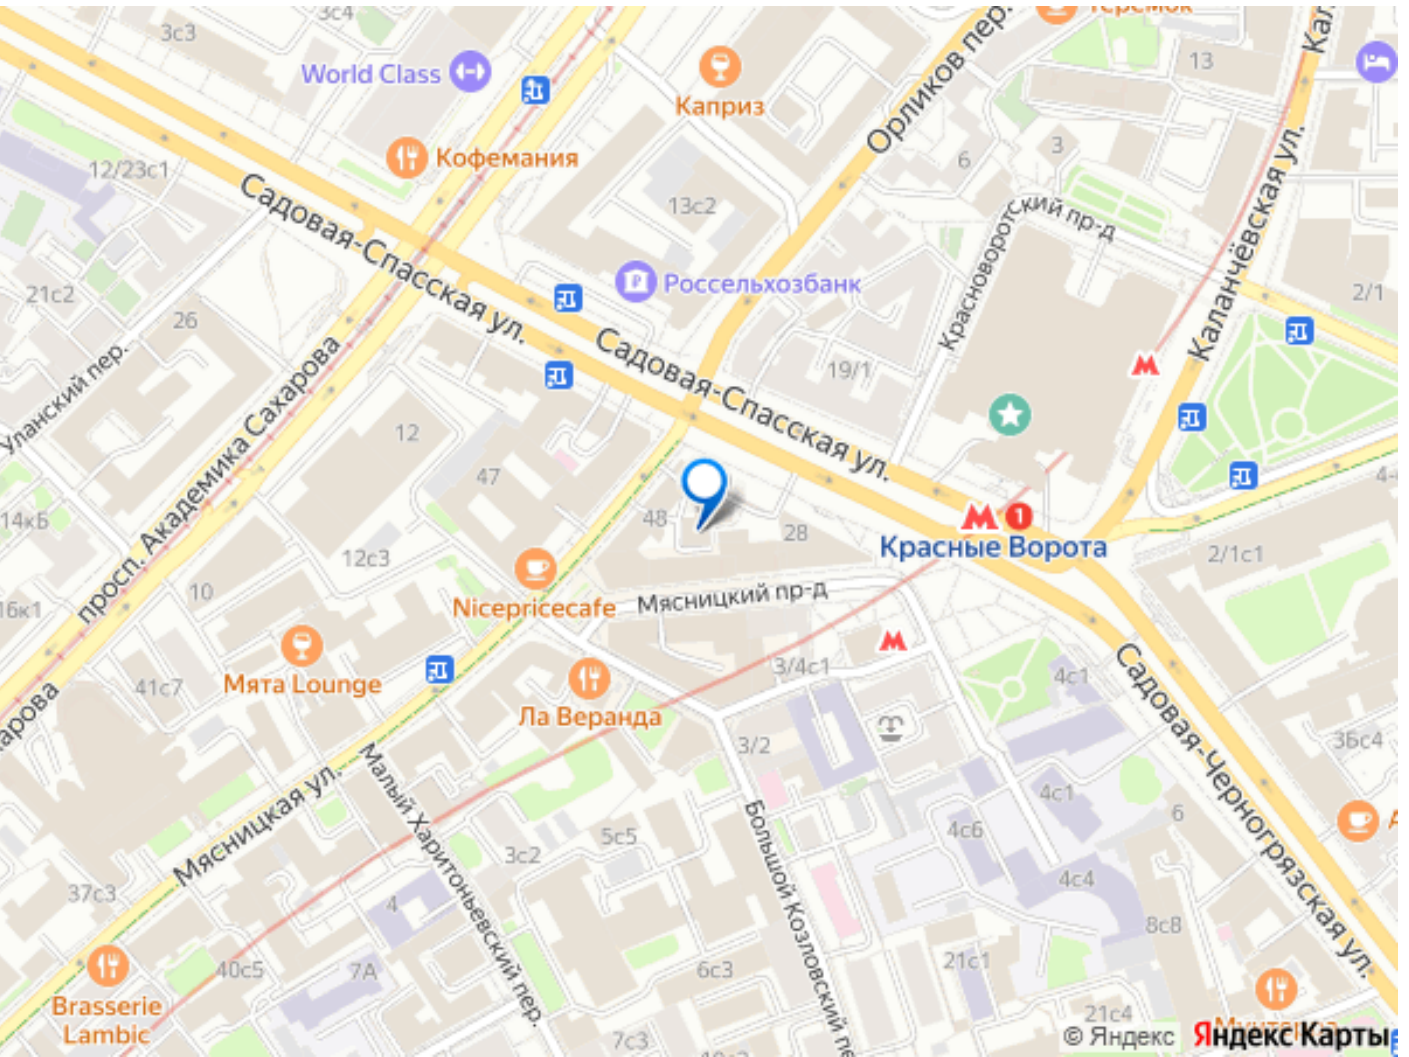 3с4
3с3
World Class
Каприз
Теремок
13
Орликов пер.
Кофемания
12/23с1
6
3
Каланчёвская ул.
13с2
Садовая-Спасская ул.
Красноворотский пр-д
Россельхозбанк
21с2
26
2/1
Садовая-Спасская ул.
19/1
Уланский пер.
просп. Академика Сахарова
12
47
14кБ
48
28
1
Красные Ворота
12с3
2/1с1
10
16к1
Nicepricecafe
Мясницкий пр-д
Мята Lounge
41с7
Ла Веранда
3/4с1
4с1
Садовая-Черногрязская ул.
3/2
36с4
Мясницкая ул.
Малый Харитоньевский пер.
4с1
6
5с5
3с2
4с6
Большой Козловский пе
37с3
4
4с4
8с8
40с5
7А
6с3
21с1
Brasserie
Lambic
7с3
21с4
© Яндекс
Яндекс Карты